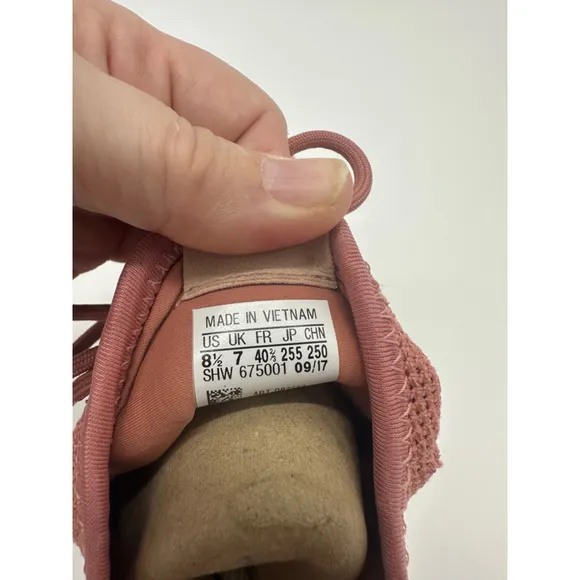 MADE IN VIETNAM
US UK FR JP CHN
8½ 7 40⅔ 255 250
SHW 675001 09/17